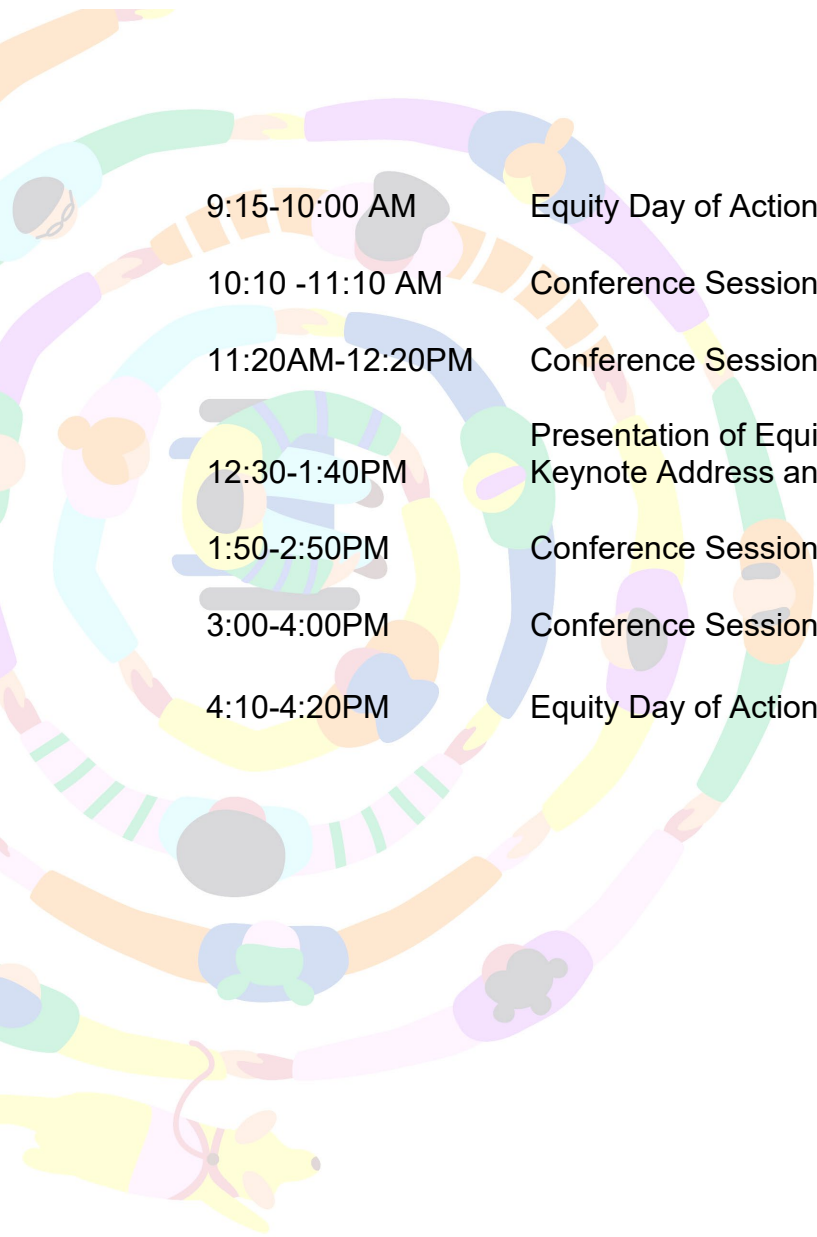 9:15-10:00 AM Equity Day of Action
10:10 -11:10 AM Conference Session
11:20AM-12:20PM Conference Session
Presentation of Equi
12:30-1:40PM Keynote Address an
1:50-2:50PM Conference Session
3:00-4:00PM Conference Session
4:10-4:20PM Equity Day of Action